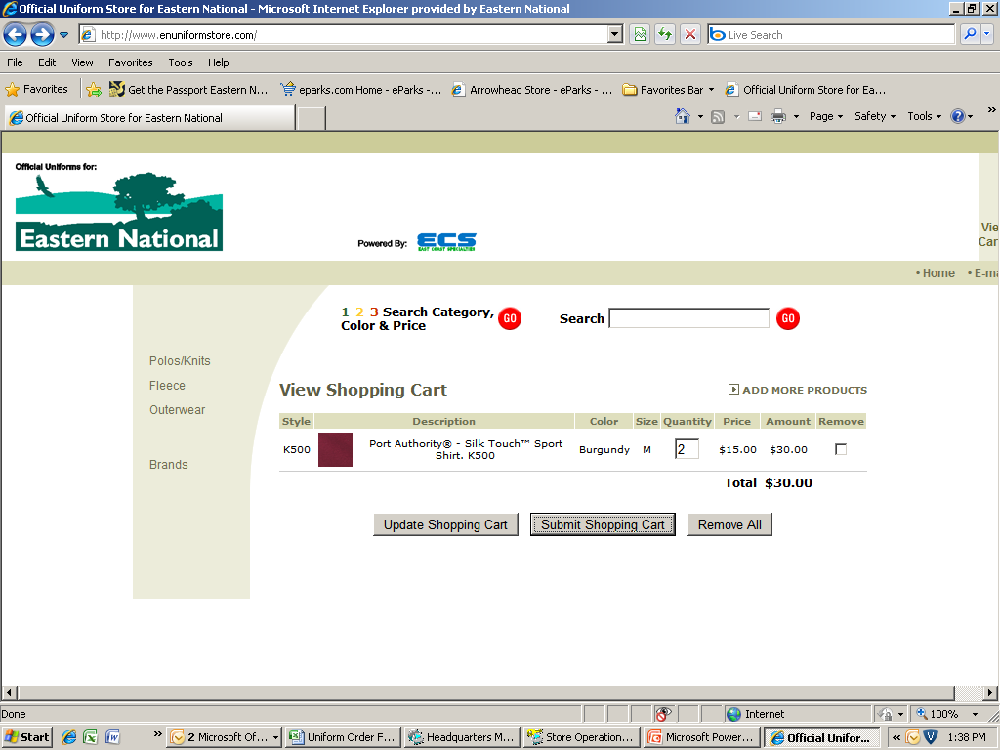 Official Uniform Store for Eastern National - Microsoft Internet Explorer provided by Eastern National
http://www.enuniformstore.com/
Live Search
File Edit View Favorites Tools Help
Favorites Get the Passport Eastern N... eparks.com Home - eParks -... Arrowhead Store - eParks - ... Favorites Bar Official Uniform Store for Ea...
Official Uniform Store for Eastern National
Page Safety Tools »
Official Uniforms for:
Eastern National
Powered By: ECS
EAST COAST SPECIALTIES
Vie
Car
• Home • E-ma
1-2-3 Search Category, Color & Price GO
Search GO
Polos/Knits
Fleece
Outerwear
Brands
View Shopping Cart
ADD MORE PRODUCTS
Style Description Color Size Quantity Price Amount Remove
K500 Port Authority® - Silk Touch™ Sport Shirt. K500 Burgundy M 2 $15.00 $30.00
Total $30.00
Update Shopping Cart Submit Shopping Cart Remove All
Done Internet 100%
Start » 2 Microsoft Of... Uniform Order F... Headquarters M... Store Operation... Microsoft Power... Official Unifor... « 1:38 PM